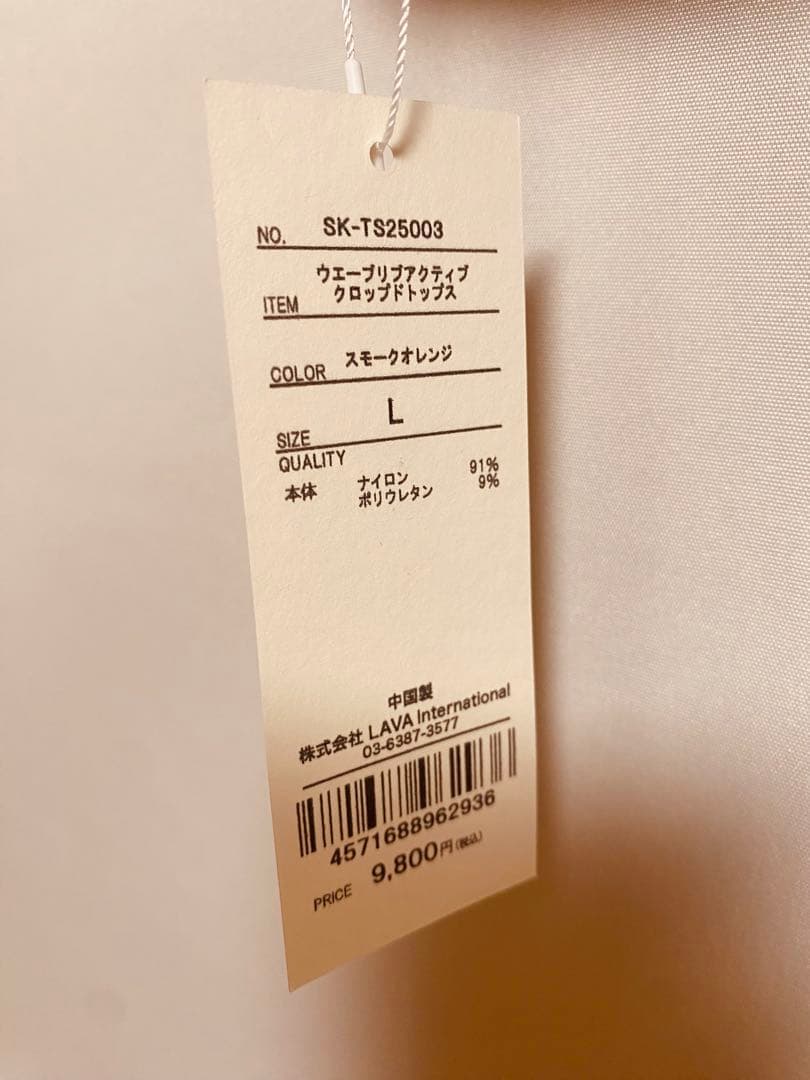 NO. SK-TS25003
ウエーブリブアクティブ
ITEM クロップドトップス
COLOR スモークオレンジ
SIZE L
QUALITY
本体 ナイロン 91%
ポリウレタン 9%
中国製
株式会社 LAVA International
03-6387-3577
4571688962936
PRICE 9,800円(税込)